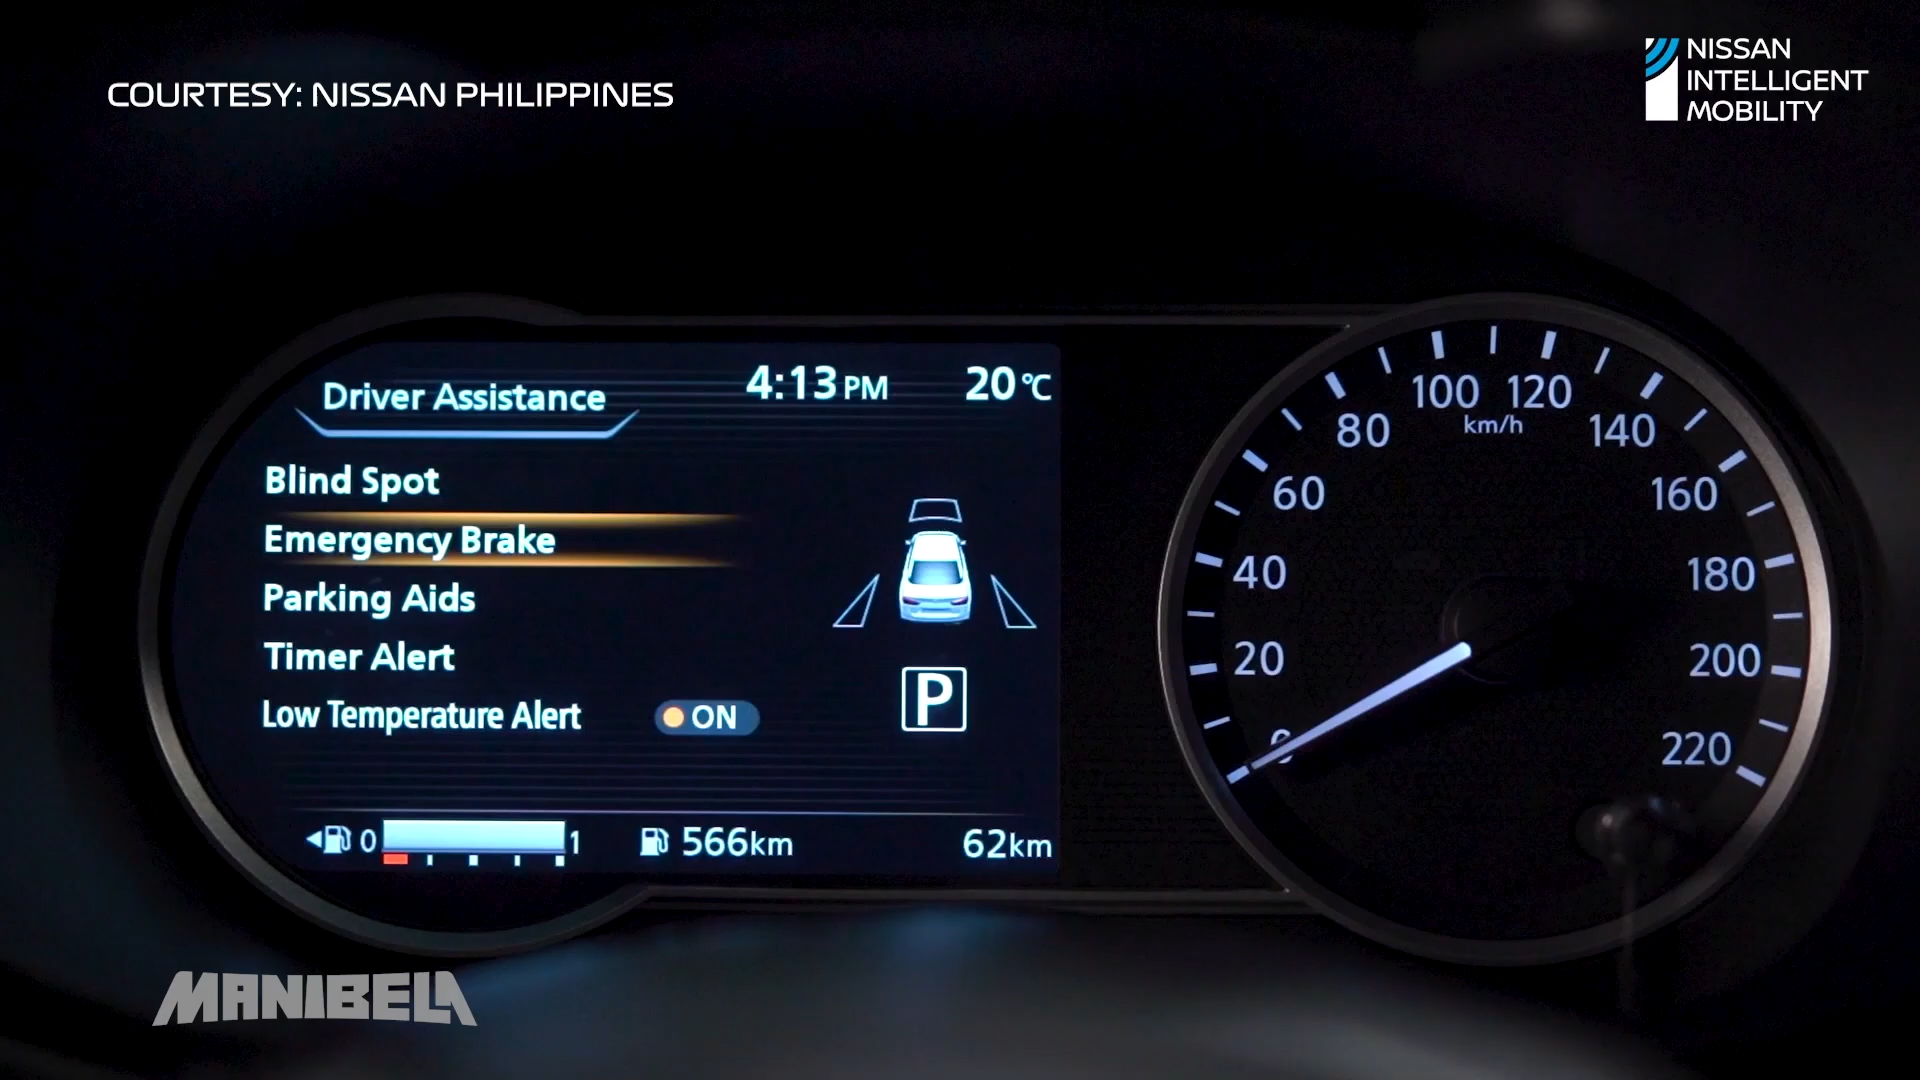 COURTESY: NISSAN PHILIPPINES
NISSAN
INTELLIGENT
MOBILITY
Driver Assistance
4:13 PM
20°C
Blind Spot
Emergency Brake
Parking Aids
Timer Alert
Low Temperature Alert
ON
P
0
1
566km
62km
0
20
40
60
80
100
120
140
160
180
200
220
km/h
MANIBELA